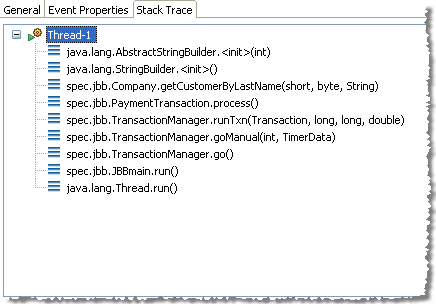 General Event Properties Stack Trace
Thread-1
java.lang.AbstractStringBuilder.<init>(int)
java.lang.StringBuilder.<init>()
spec.jbb.Company.getCustomerByLastName(short, byte, String)
spec.jbb.PaymentTransaction.process()
spec.jbb.TransactionManager.runTxn(Transaction, long, long, double)
spec.jbb.TransactionManager.goManual(int, TimerData)
spec.jbb.TransactionManager.go()
spec.jbb.JBBmain.run()
java.lang.Thread.run()